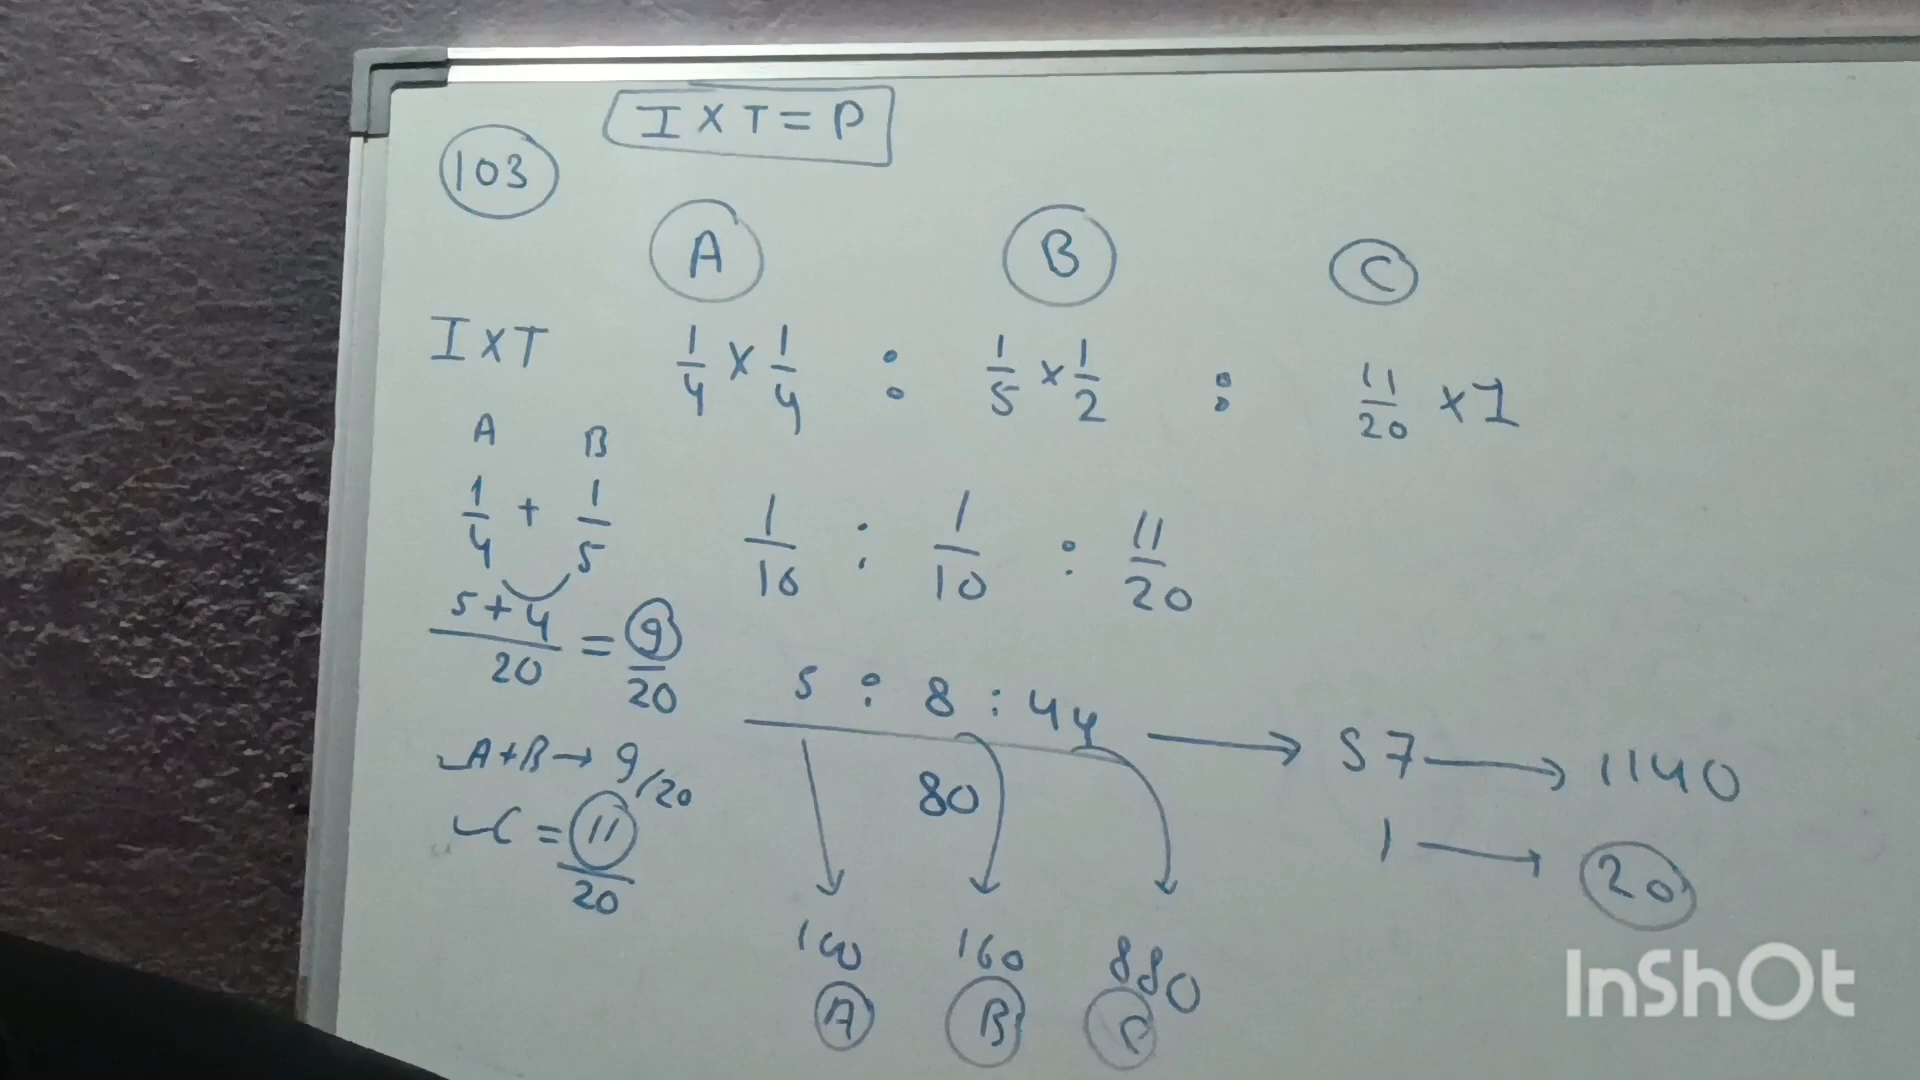 I X T = P
103
A B C
I X T 1/4 X 1/4 : 1/5 x 1/2 : 11/20 x 1
A B
1/4 + 1/5
1/16 : 1/10 : 11/20
5+4/20 = 9/20
5 : 8 : 44 → 57 → 1140
A+B → 9/20
80
1 → 20
C = 11/20
100 160 880
A B C
InShOt